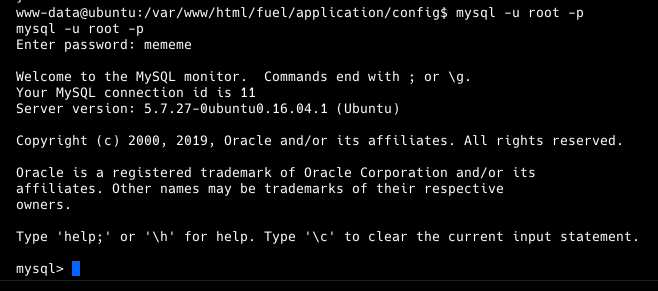 www-data@ubuntu:/var/www/html/fuel/application/config$ mysql -u root -p
mysql -u root -p
Enter password: mememe
Welcome to the MySQL monitor.  Commands end with ; or \g.
Your MySQL connection id is 11
Server version: 5.7.27-0ubuntu0.16.04.1 (Ubuntu)
Copyright (c) 2000, 2019, Oracle and/or its affiliates. All rights reserved.
Oracle is a registered trademark of Oracle Corporation and/or its
affiliates. Other names may be trademarks of their respective
owners.
Type 'help;' or '\h' for help. Type '\c' to clear the current input statement.
mysql>